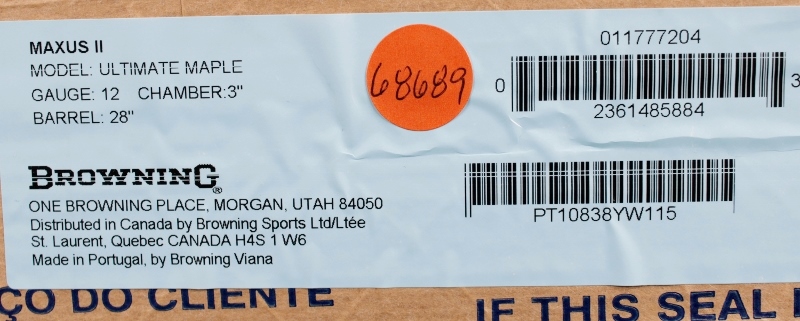 MAXUS II
MODEL: ULTIMATE MAPLE
GAUGE: 12 CHAMBER:3"
BARREL: 28"
68689
011777204
0 2361485884 3
BROWNING®
ONE BROWNING PLACE, MORGAN, UTAH 84050
Distributed in Canada by Browning Sports Ltd/Ltée
St. Laurent, Quebec CANADA H4S 1 W6
Made in Portugal, by Browning Viana
PT10838YW115
ÇO DO CLIENTE
IF THIS SEAL